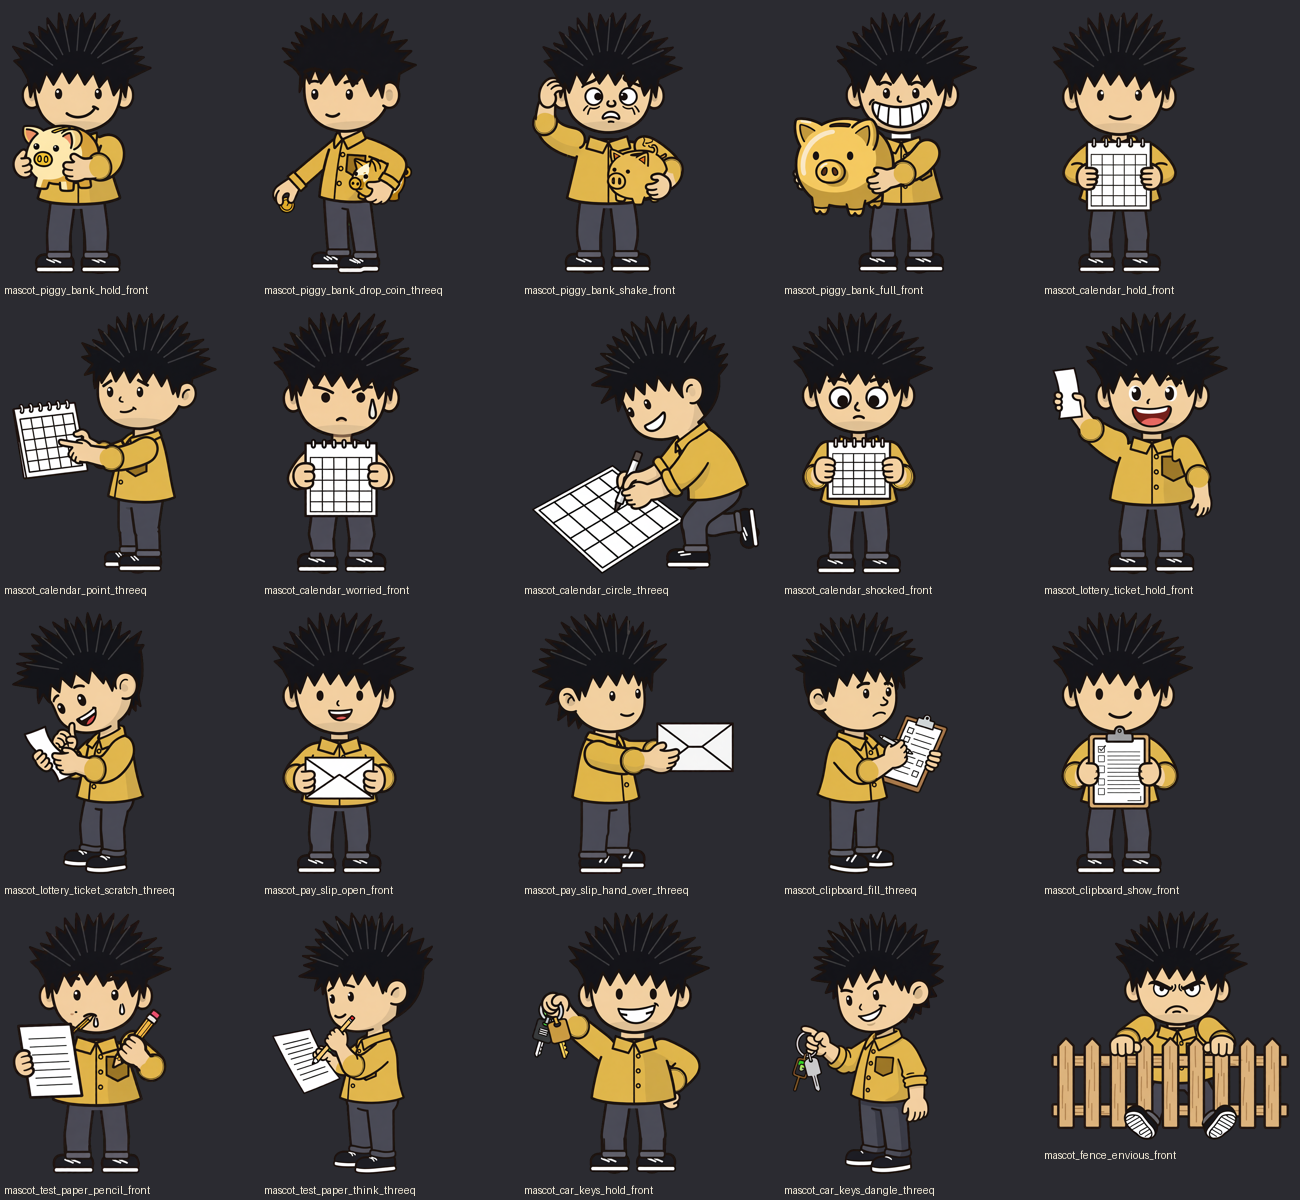 mascot_piggy_bank_hold_front
mascot_piggy_bank_drop_coin_threeq
mascot_piggy_bank_shake_front
mascot_piggy_bank_full_front
mascot_calendar_hold_front
mascot_calendar_point_threeq
mascot_calendar_worried_front
mascot_calendar_circle_threeq
mascot_calendar_shocked_front
mascot_lottery_ticket_hold_front
mascot_lottery_ticket_scratch_threeq
mascot_pay_slip_open_front
mascot_pay_slip_hand_over_threeq
mascot_clipboard_fill_threeq
mascot_clipboard_show_front
mascot_test_paper_pencil_front
mascot_test_paper_think_threeq
mascot_car_keys_hold_front
mascot_car_keys_dangle_threeq
mascot_fence_envious_front